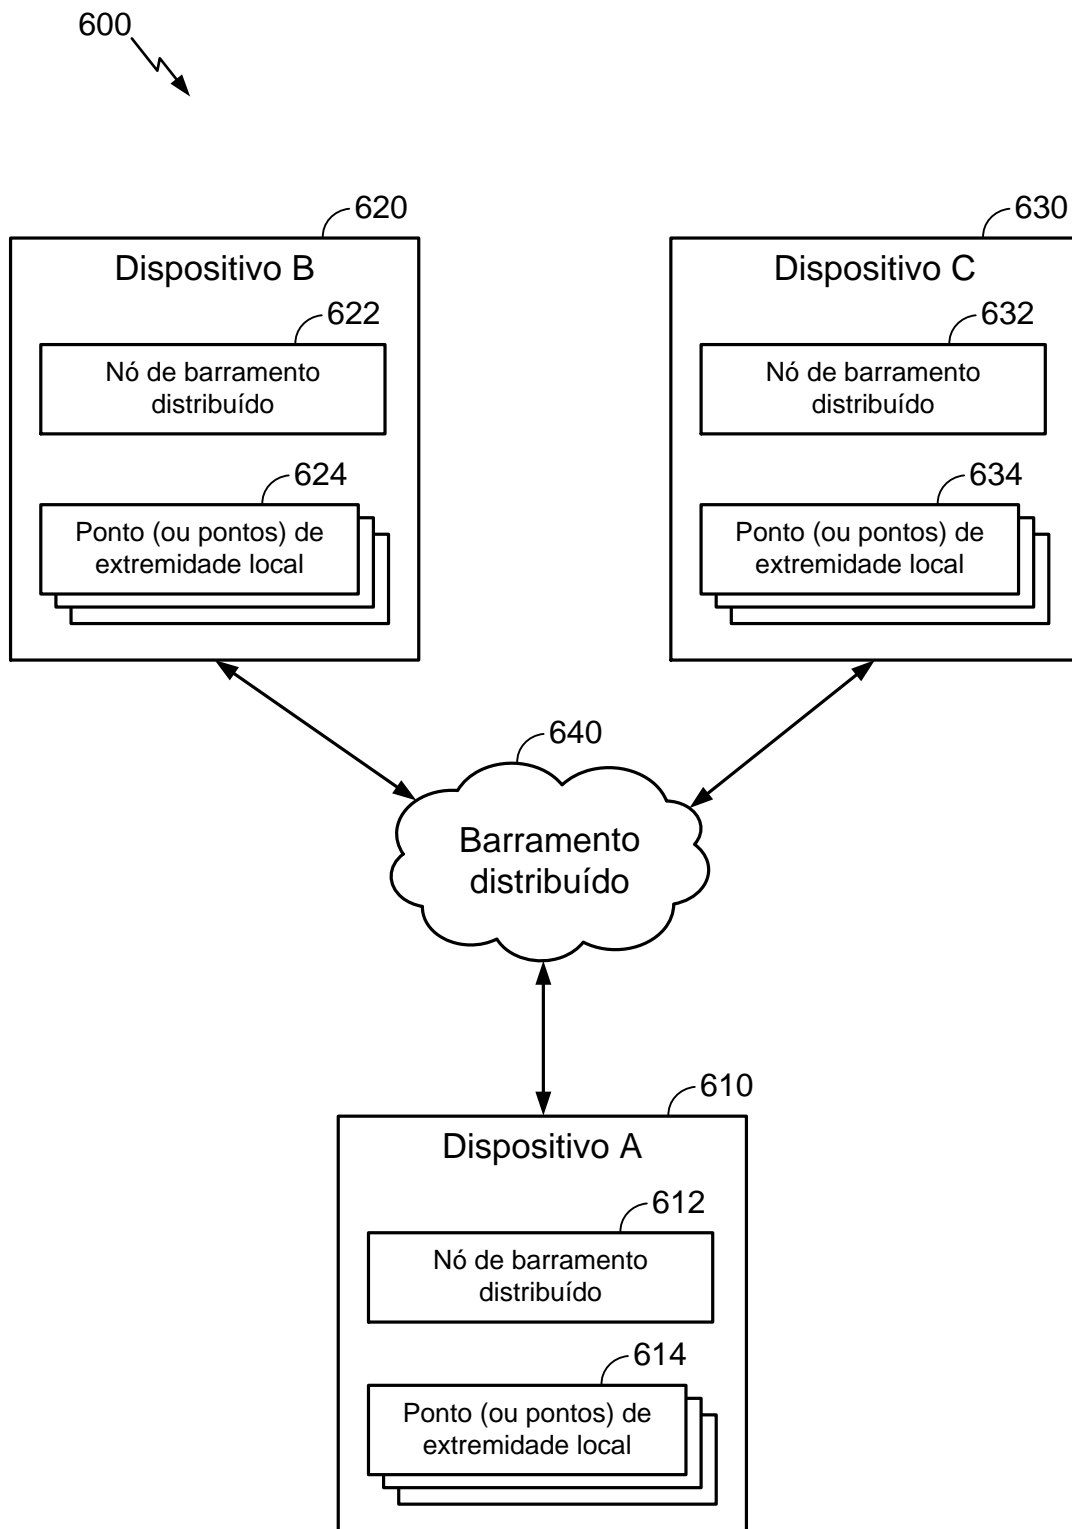 600
620
Dispositivo B
622
Nó de barramento
distribuído
624
Ponto (ou pontos) de
extremidade local
630
Dispositivo C
632
Nó de barramento
distribuído
634
Ponto (ou pontos) de
extremidade local
640
Barramento
distribuído
610
Dispositivo A
612
Nó de barramento
distribuído
614
Ponto (ou pontos) de
extremidade local